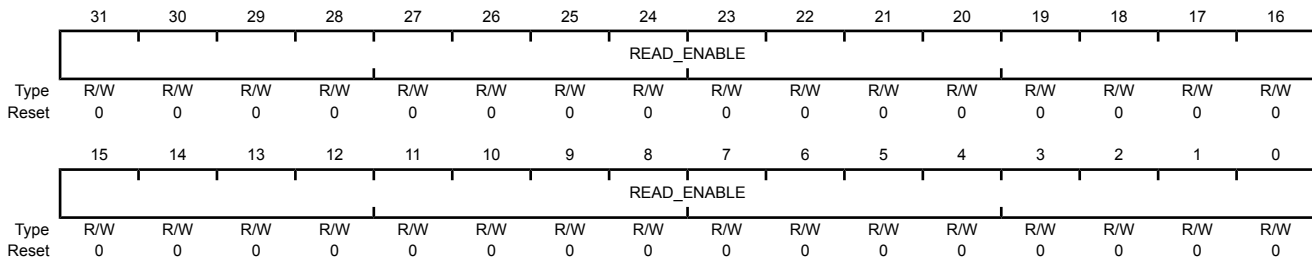 31 30 29 28 27 26 25 24 23 22 21 20 19 18 17 16
READ_ENABLE
Type R/W R/W R/W R/W R/W R/W R/W R/W R/W R/W R/W R/W R/W R/W R/W R/W
Reset 0 0 0 0 0 0 0 0 0 0 0 0 0 0 0 0
15 14 13 12 11 10 9 8 7 6 5 4 3 2 1 0
READ_ENABLE
Type R/W R/W R/W R/W R/W R/W R/W R/W R/W R/W R/W R/W R/W R/W R/W R/W
Reset 0 0 0 0 0 0 0 0 0 0 0 0 0 0 0 0